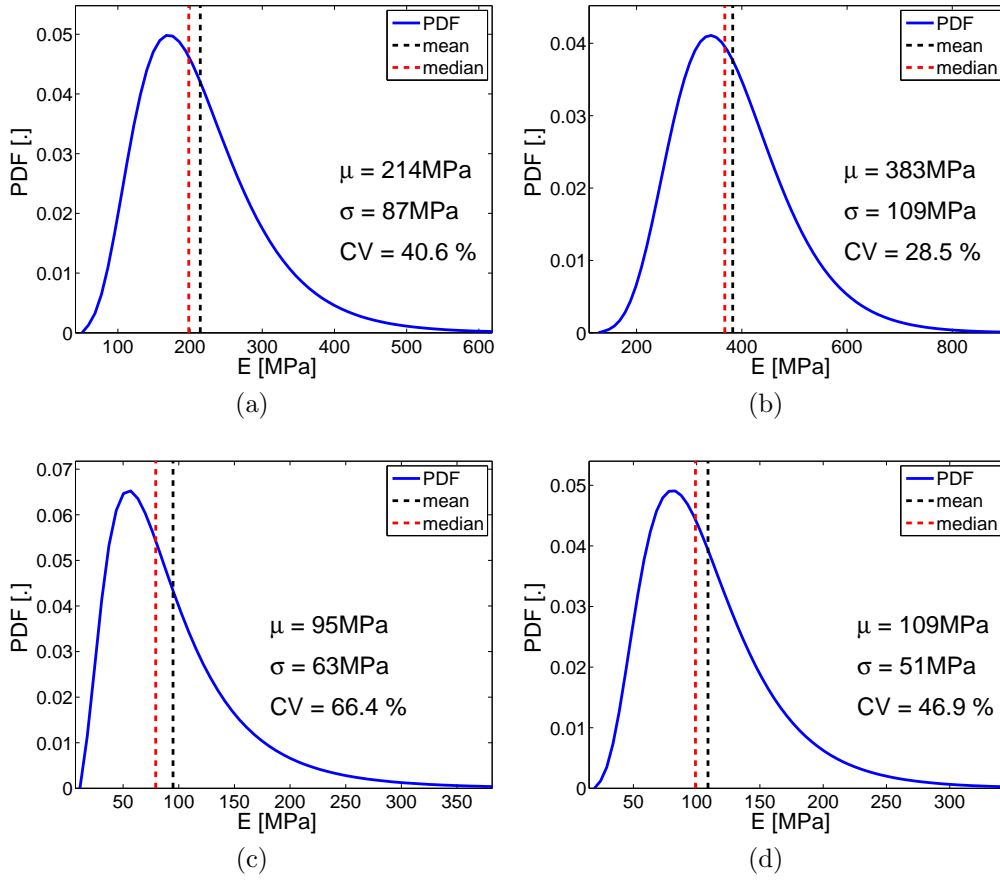 PDF
mean
median
0.05
0.04
0.03
0.02
0.01
0
PDF [.]
μ = 214MPa
σ = 87MPa
CV = 40.6 %
100 200 300 400 500 600
E [MPa]
(a)
PDF
mean
median
0.04
0.03
0.02
0.01
0
PDF [.]
μ = 383MPa
σ = 109MPa
CV = 28.5 %
200 400 600 800
E [MPa]
(b)
PDF
mean
median
0.07
0.06
0.05
0.04
0.03
0.02
0.01
0
PDF [.]
μ = 95MPa
σ = 63MPa
CV = 66.4 %
50 100 150 200 250 300 350
E [MPa]
(c)
PDF
mean
median
0.05
0.04
0.03
0.02
0.01
0
PDF [.]
μ = 109MPa
σ = 51MPa
CV = 46.9 %
50 100 150 200 250 300
E [MPa]
(d)